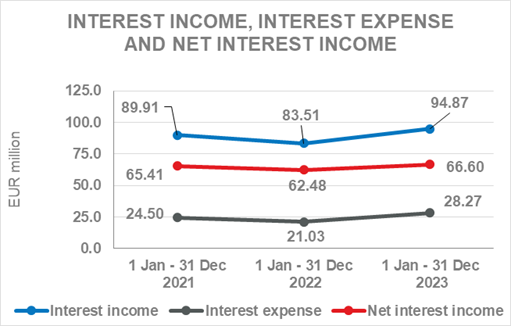 INTEREST INCOME, INTEREST EXPENSE
AND NET INTEREST INCOME
EUR million
125.0
100.0
75.0
50.0
25.0
0.0
89.91
83.51
94.87
65.41
62.48
66.60
24.50
21.03
28.27
1 Jan - 31 Dec 1 Jan - 31 Dec 1 Jan - 31 Dec
2021 2022 2023
Interest income Interest expense Net interest income